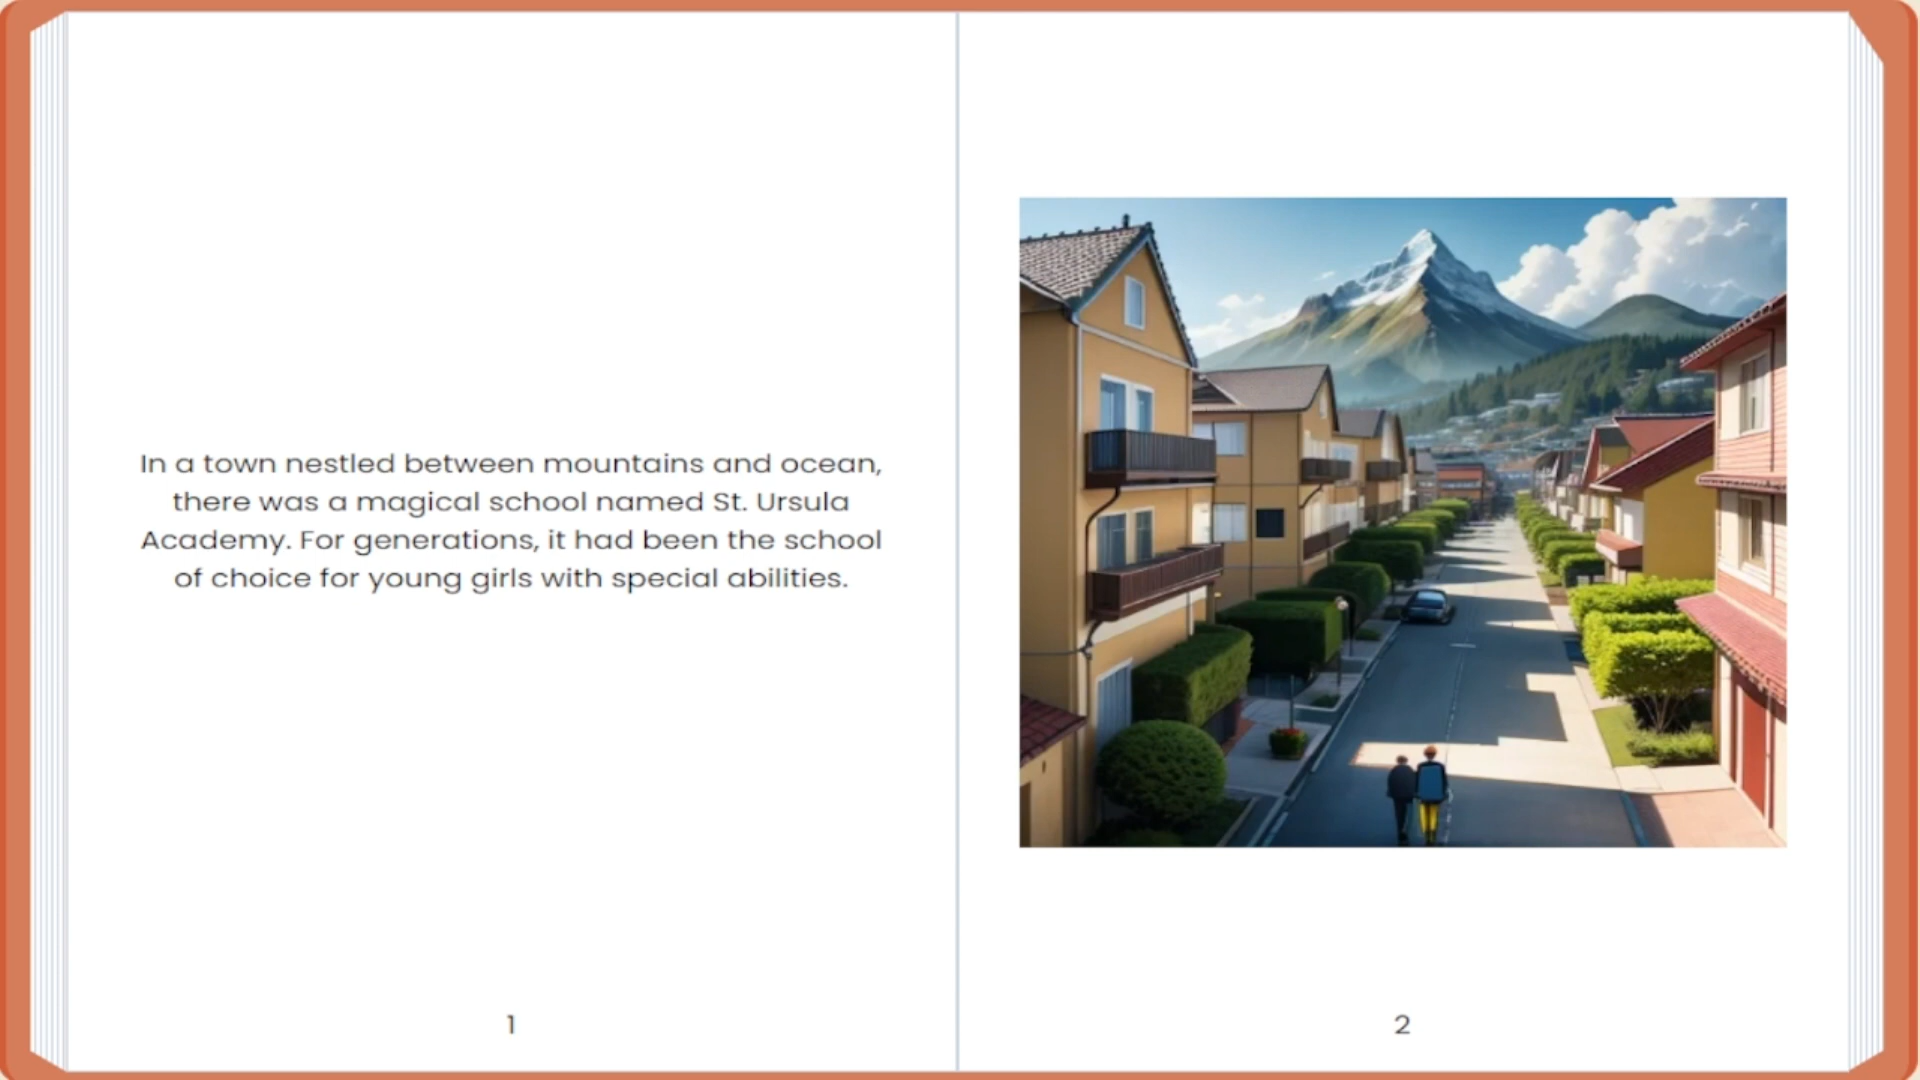 In a town nestled between mountains and ocean,
there was a magical school named St. Ursula
Academy. For generations, it had been the school
of choice for young girls with special abilities.
1
2